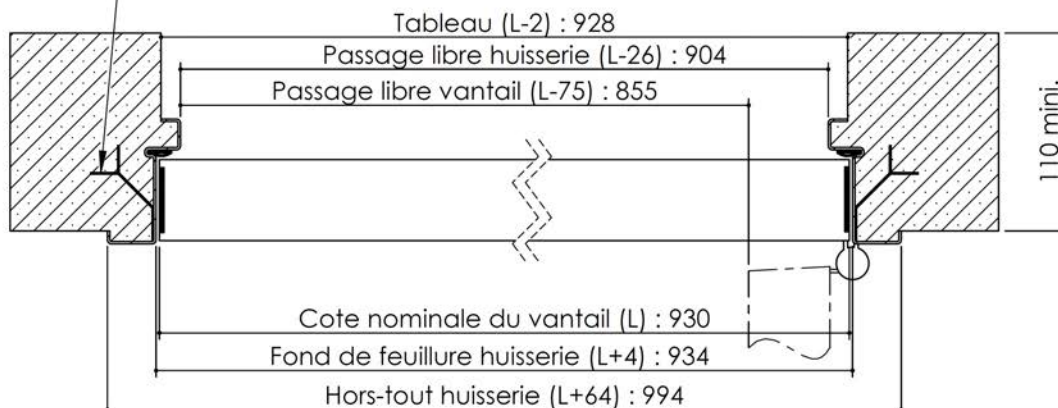 Tableau (L-2) : 928
Passage libre huisserie (L-26) : 904
Passage libre vantail (L-75) : 855
110 mini.
Cote nominale du vantail (L) : 930
Fond de feuillure huisserie (L+4) : 934
Hors-tout huisserie (L+64) : 994